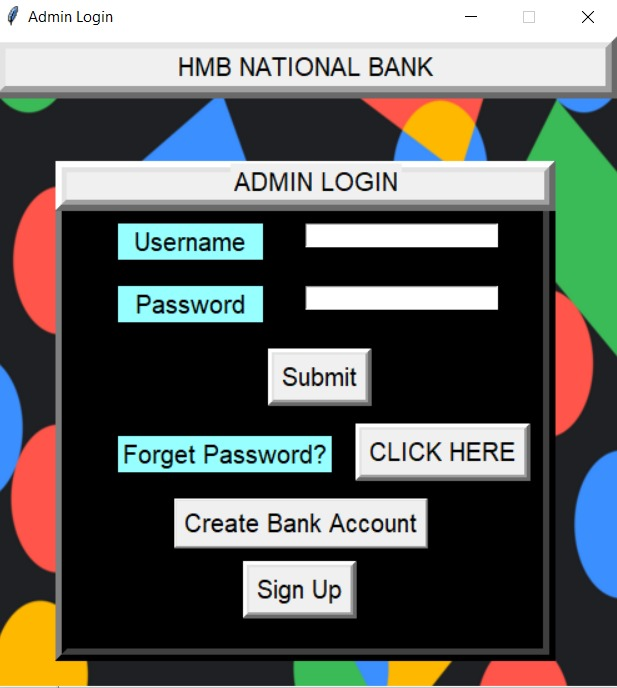 Admin Login
HMB NATIONAL BANK
ADMIN LOGIN
Username
Password
Submit
Forget Password? CLICK HERE
Create Bank Account
Sign Up